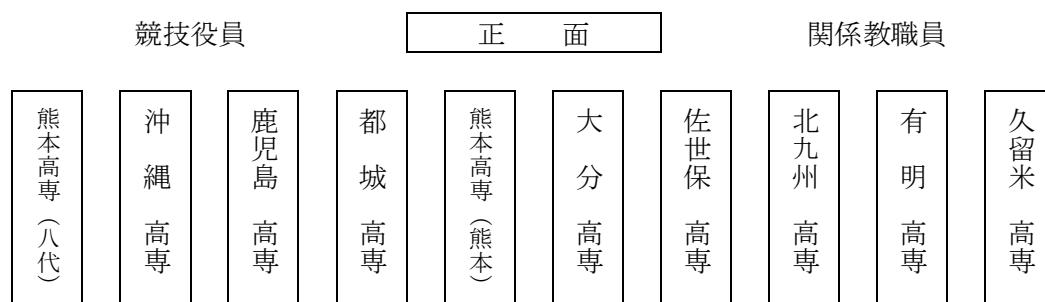 競技役員
正 面
関係教職員
熊本高専（八代）
沖縄 高専
鹿児島 高専
都城 高専
熊本高専（熊本）
大分 高専
佐世保 高専
北九州 高専
有明 高専
久留米 高専